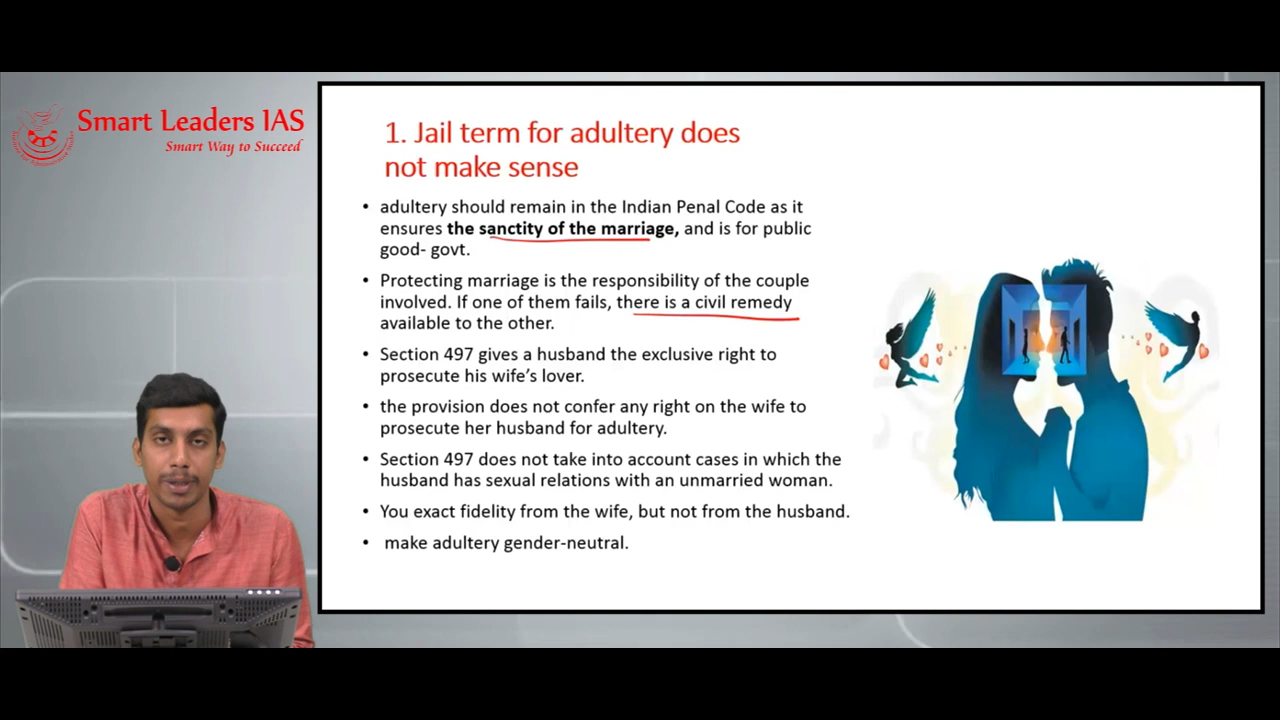 Smart Leaders IAS
Smart Way to Succeed
1. Jail term for adultery does
not make sense
• adultery should remain in the Indian Penal Code as it
ensures the sanctity of the marriage, and is for public
good- govt.
• Protecting marriage is the responsibility of the couple
involved. If one of them fails, there is a civil remedy
available to the other.
• Section 497 gives a husband the exclusive right to
prosecute his wife’s lover.
• the provision does not confer any right on the wife to
prosecute her husband for adultery.
• Section 497 does not take into account cases in which the
husband has sexual relations with an unmarried woman.
• You exact fidelity from the wife, but not from the husband.
• make adultery gender-neutral.